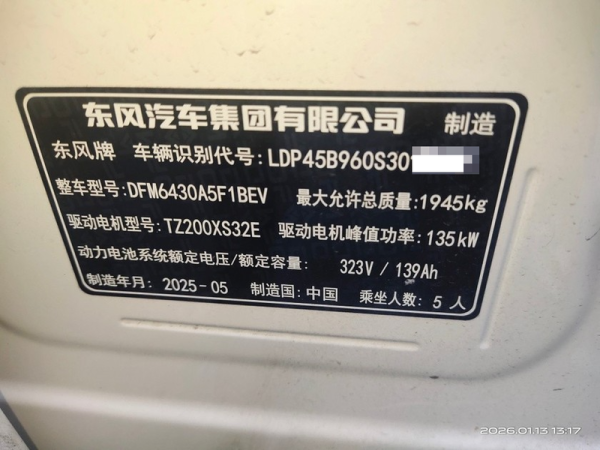 东风汽车集团有限公司 制造
东风牌 车辆识别代号:LDP45B960S30
整车型号:DFM6430A5F1BEV 最大允许总质量:1945kg
驱动电机型号:TZ200XS32E 驱动电机峰值功率:135kW
动力电池系统额定电压/额定容量: 323V / 139Ah
制造年月: 2025-05 制造国: 中国 乘坐人数: 5 人
2026.01.13 13:17